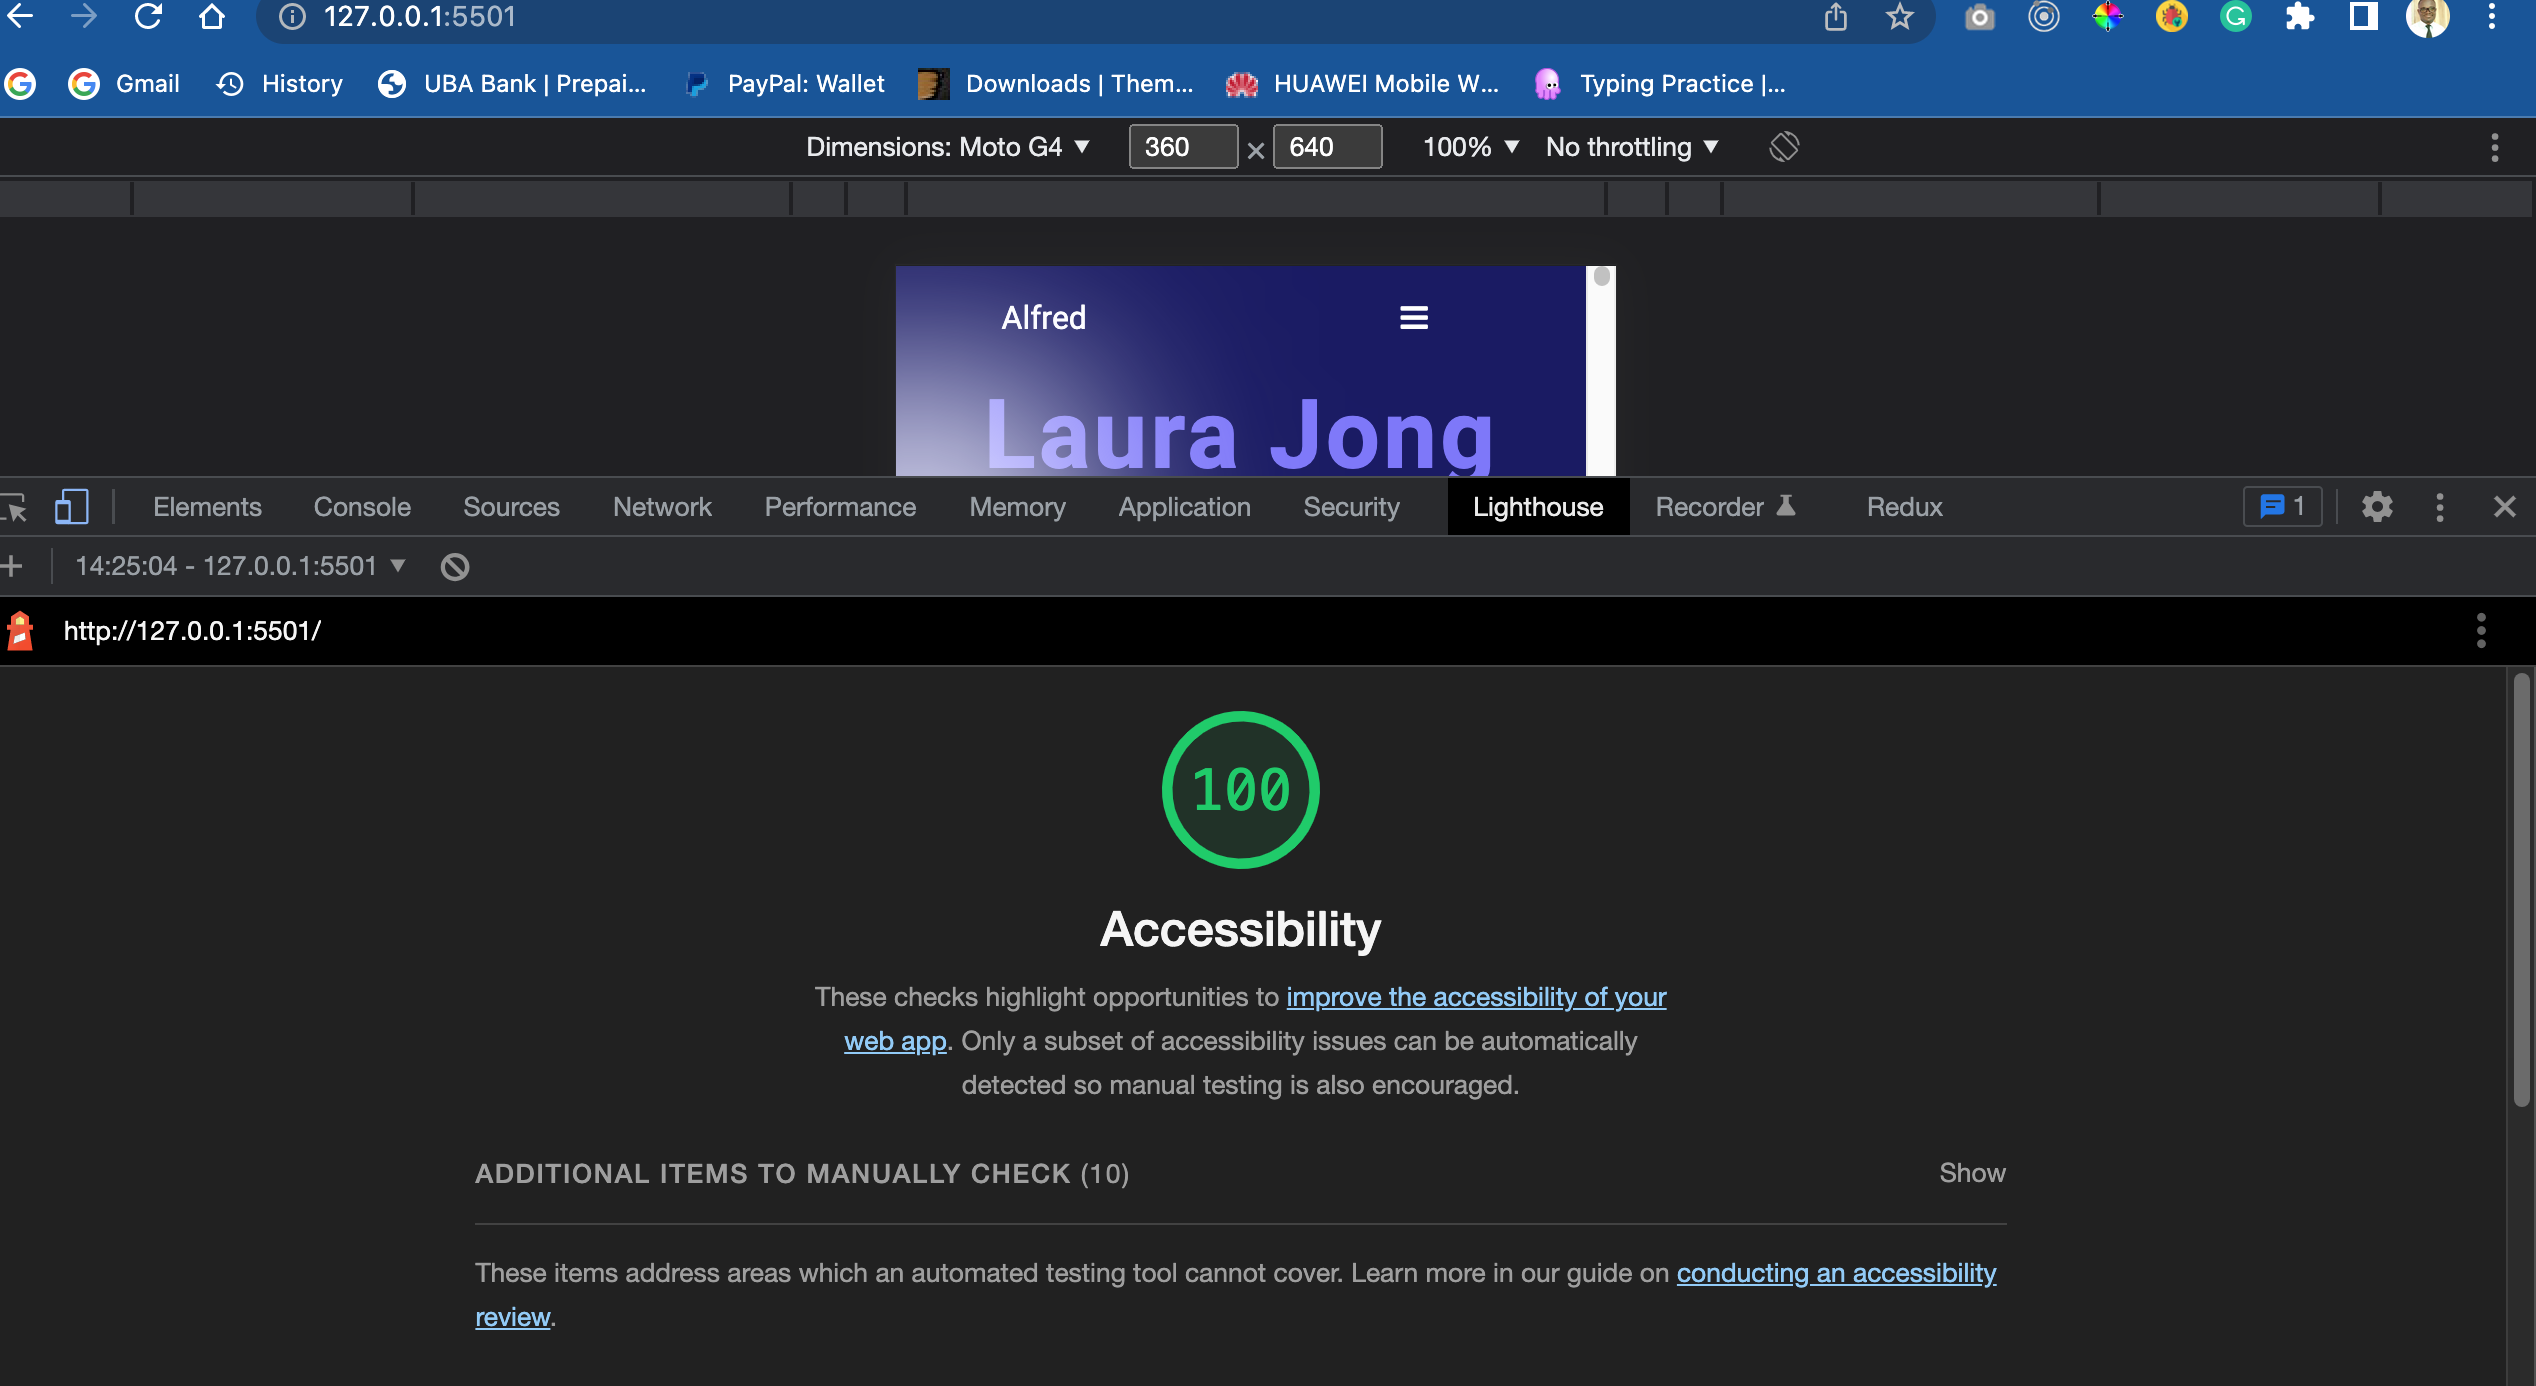 127.0.0.1:5501
Gmail History UBA Bank | Prepai... PayPal: Wallet Downloads | Them... HUAWEI Mobile W... Typing Practice |...
Dimensions: Moto G4 360 × 640 100% No throttling
Alfred
Laura Jong
Elements Console Sources Network Performance Memory Application Security Lighthouse Recorder Redux 1
14:25:04 - 127.0.0.1:5501
http://127.0.0.1:5501/
100
Accessibility
These checks highlight opportunities to improve the accessibility of your
web app. Only a subset of accessibility issues can be automatically
detected so manual testing is also encouraged.
ADDITIONAL ITEMS TO MANUALLY CHECK (10) Show
These items address areas which an automated testing tool cannot cover. Learn more in our guide on conducting an accessibility
review.